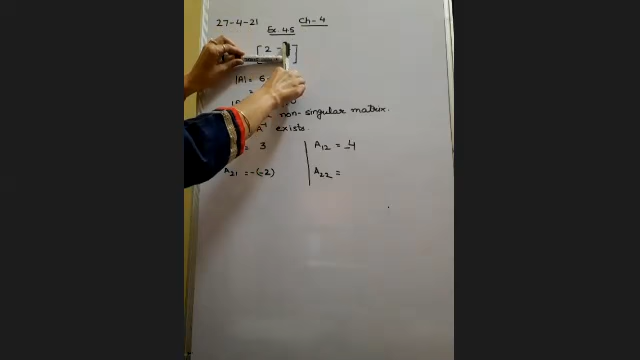 27-4-21 Ch-4
Ex. 4.5
[ 2 - ]
|A| = 6
non-singular matrix.
A⁻¹ exists.
3 A₁₂ = -4
A₂₁ = -(-2) A₂₂ =